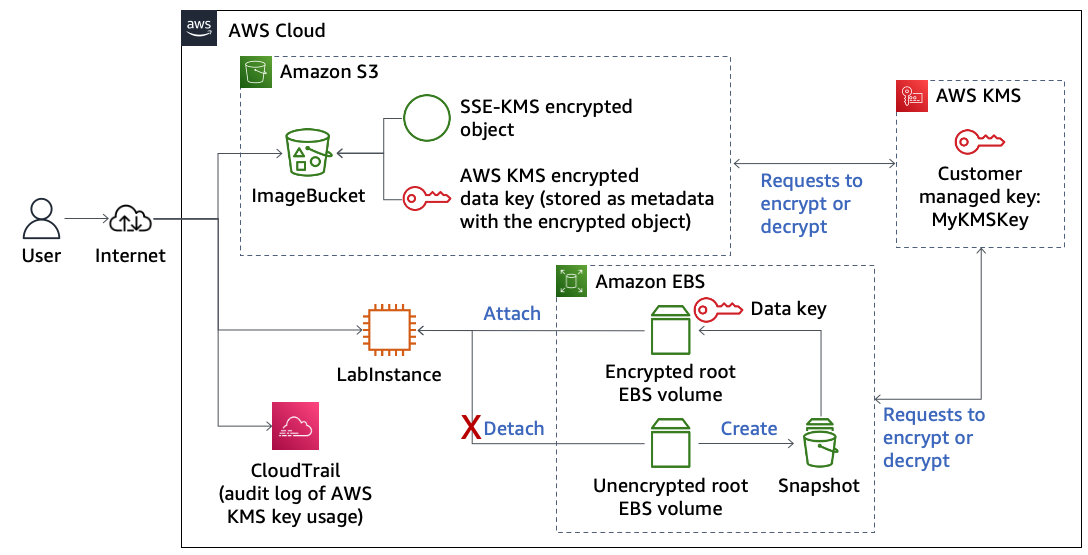 aws
AWS Cloud
Amazon S3
SSE-KMS encrypted
object
ImageBucket
AWS KMS encrypted
data key (stored as metadata
with the encrypted object)
AWS KMS
Customer
managed key:
MyKMSKey
Requests to
encrypt or
decrypt
User
Internet
Amazon EBS
Data key
Attach
LabInstance
Encrypted root
EBS volume
X
Detach
Create
Unencrypted root
EBS volume
Snapshot
Requests to
encrypt or
decrypt
CloudTrail
(audit log of AWS
KMS key usage)